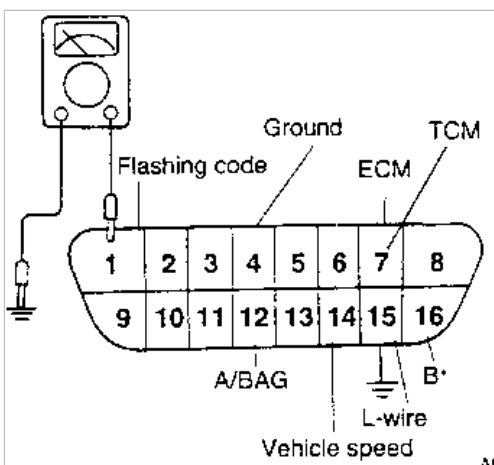 Ground
TCM
Flashing code
ECM
1 2 3 4 5 6 7 8
9 10 11 12 13 14 15 16
A/BAG
B+
L-wire
Vehicle speed